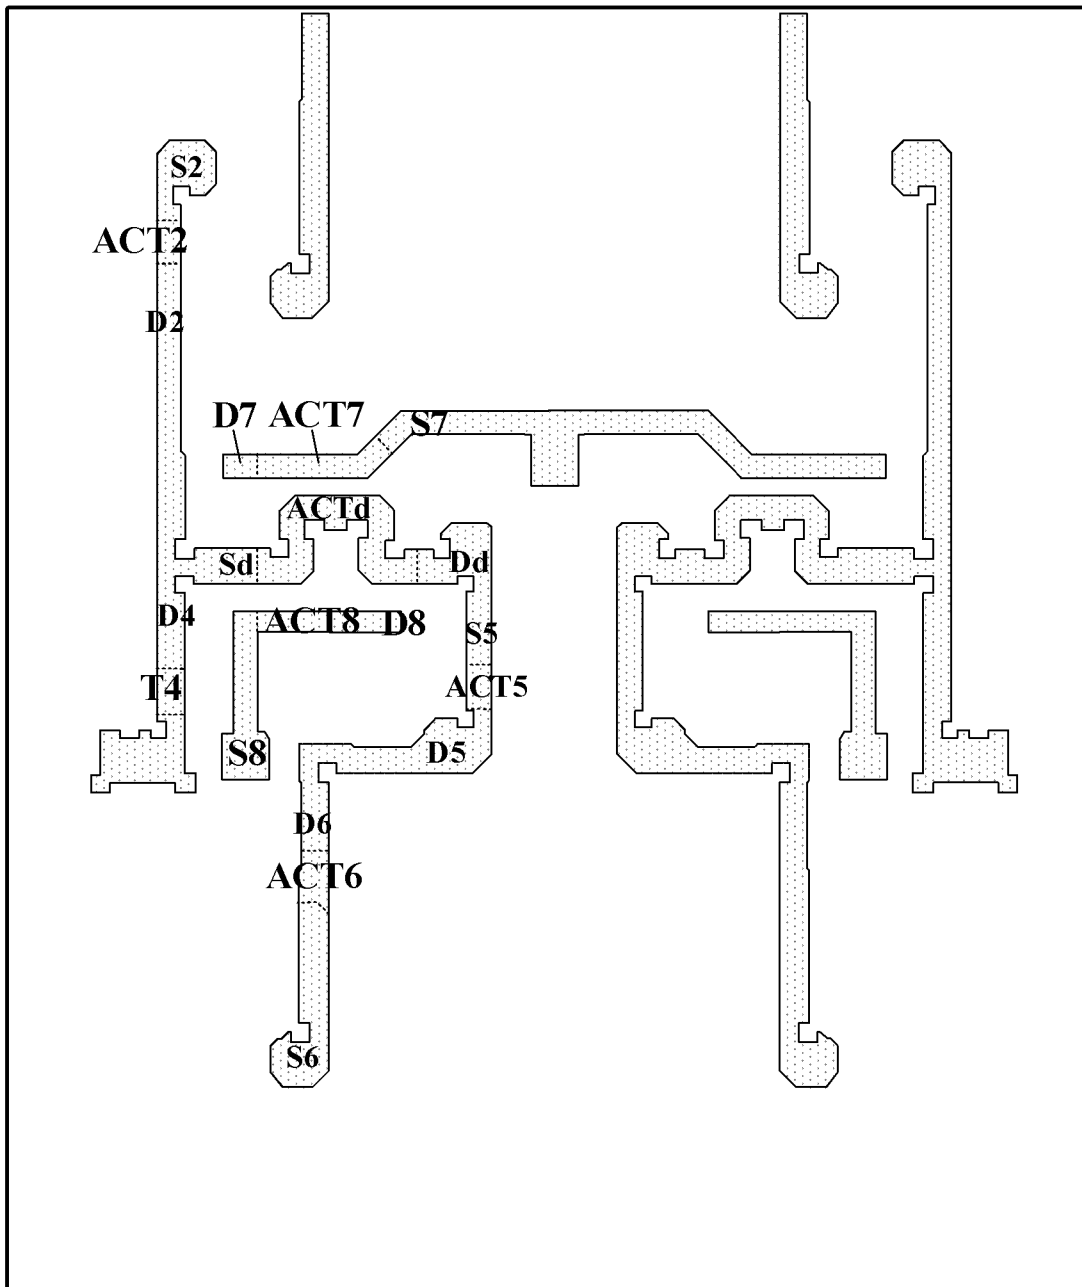 S2
ACT2
D2
D7 ACT7 S7
ACTd
Sd Dd
D4 ACT8 D8 S5
T4 ACT5
S8 D5
D6
ACT6
S6